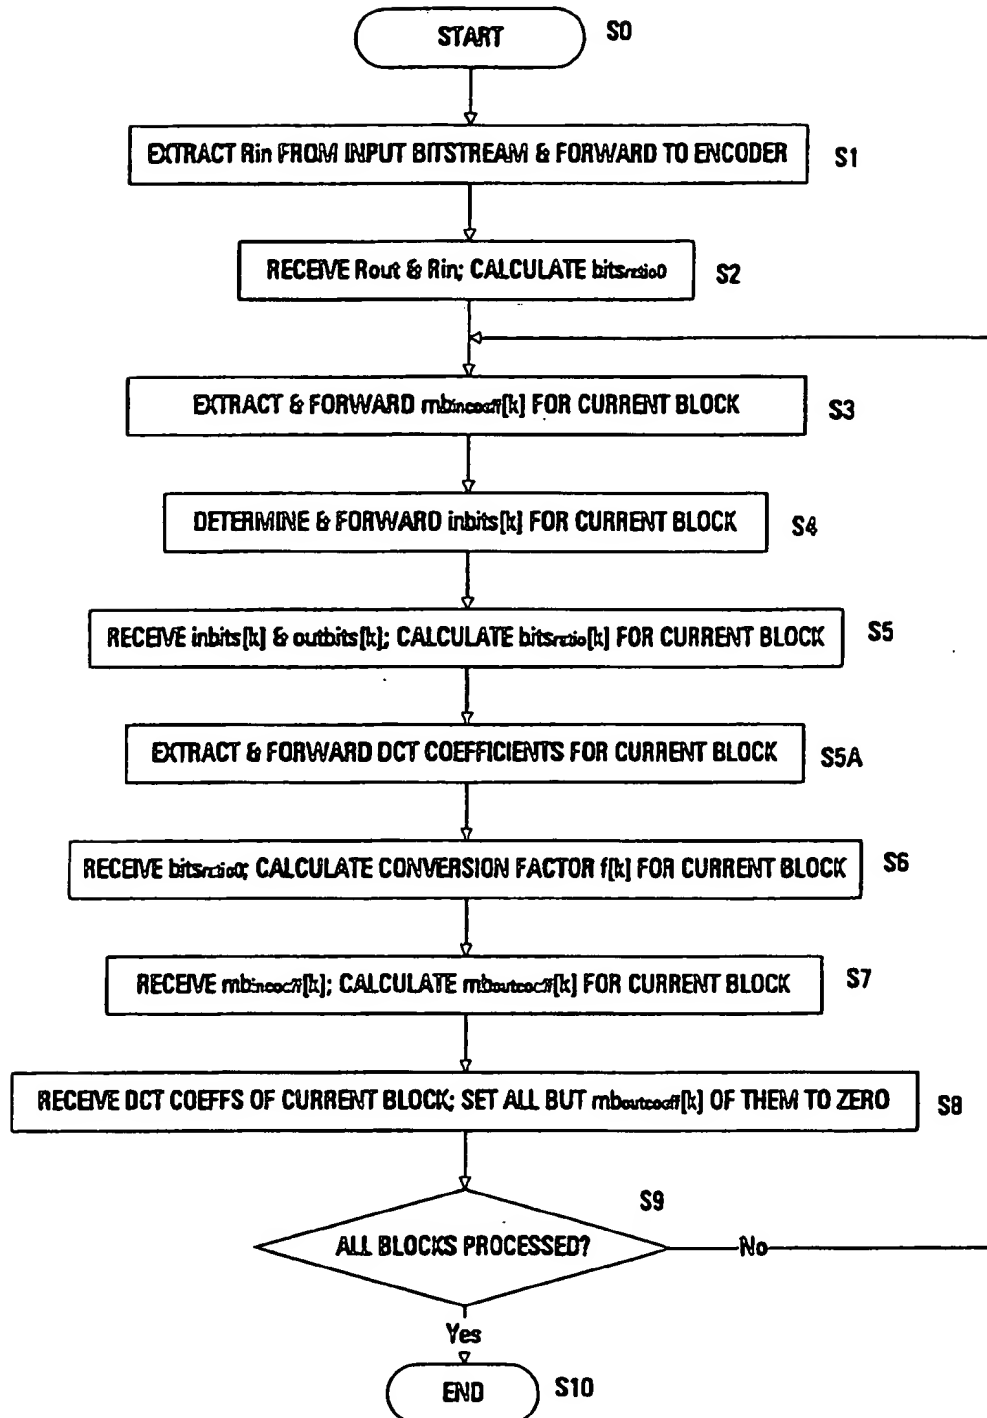 START S0
EXTRACT Rin FROM INPUT BITSTREAM & FORWARD TO ENCODER S1
RECEIVE Rout & Rin; CALCULATE bitsratio0 S2
EXTRACT & FORWARD mbincoeff[k] FOR CURRENT BLOCK S3
DETERMINE & FORWARD inbits[k] FOR CURRENT BLOCK S4
RECEIVE inbits[k] & outbits[k]; CALCULATE bitsratio[k] FOR CURRENT BLOCK S5
EXTRACT & FORWARD DCT COEFFICIENTS FOR CURRENT BLOCK S5A
RECEIVE bitsratio0; CALCULATE CONVERSION FACTOR f[k] FOR CURRENT BLOCK S6
RECEIVE mbincoeff[k]; CALCULATE mboutcoeff[k] FOR CURRENT BLOCK S7
RECEIVE DCT COEFFS OF CURRENT BLOCK; SET ALL BUT mboutcoeff[k] OF THEM TO ZERO S8
S9
ALL BLOCKS PROCESSED? No
Yes
END S10